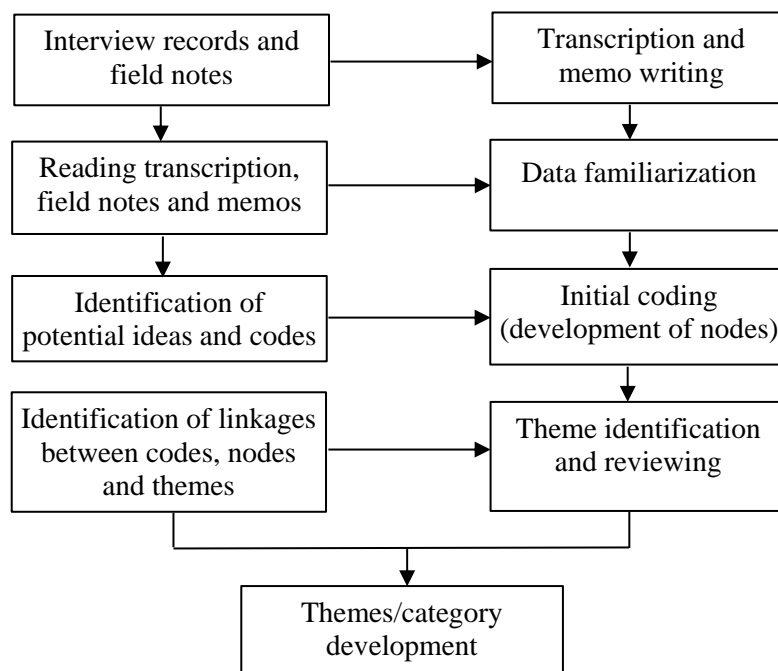 Interview records and
field notes
Transcription and
memo writing
Reading transcription,
field notes and memos
Data familiarization
Identification of
potential ideas and codes
Initial coding
(development of nodes)
Identification of linkages
between codes, nodes
and themes
Theme identification
and reviewing
Themes/category
development